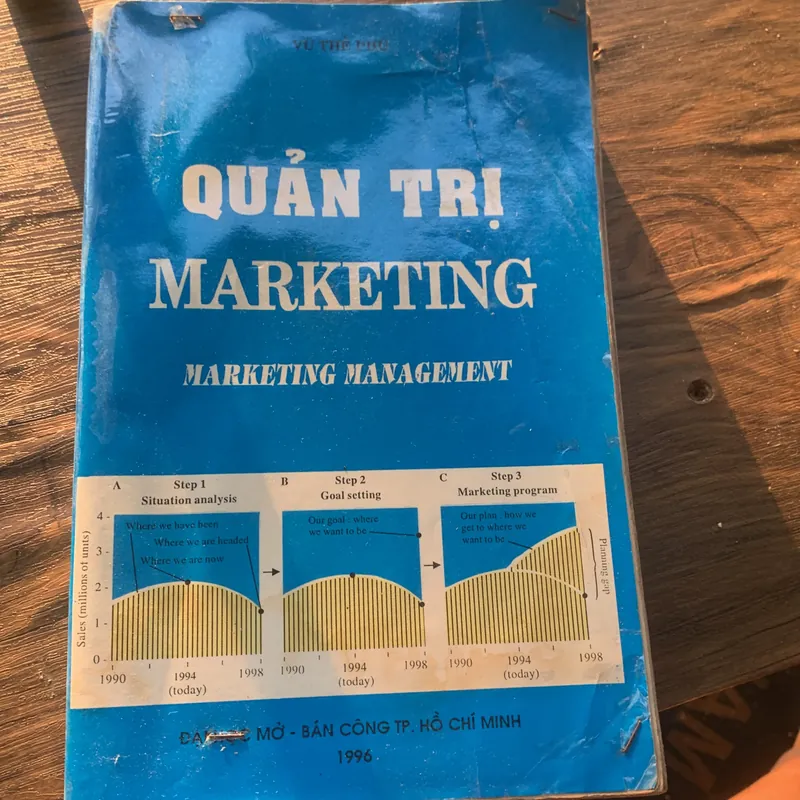 VŨ THẾ PHÚ
QUẢN TRỊ
MARKETING
MARKETING MANAGEMENT
A Step 1
Situation analysis
B Step 2
Goal setting
C Step 3
Marketing program
Sales (millions of units)
4
3
2
1
0
Where we have been
Where we are headed
Where we are now
1990 1994 1998
(today)
Our goal : where
we want to be
1990 1994 1998
(today)
Our plan : how we
get to where we
want to be
Planning gap
1990 1994 1998
(today)
MỞ - BÁN CÔNG TP. HỒ CHÍ MINH
1996
AM